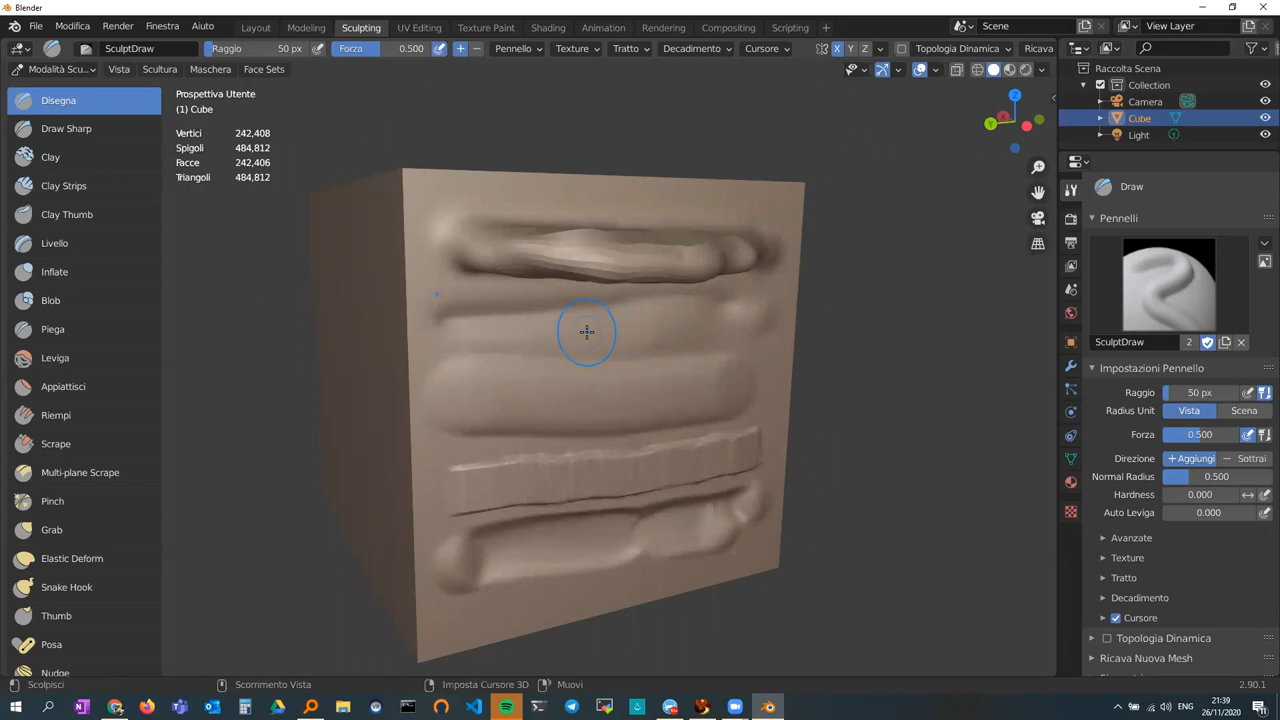 Blender
File
Modifica
Render
Finestra
Aiuto
Layout
Modeling
Sculpting
UV Editing
Texture Paint
Shading
Animation
Rendering
Compositing
Scripting
+
Scene
View Layer
SculptDraw
Raggio 50 px
Forza 0.500
Pennello
Texture
Tratto
Decadimento
Cursore
X Y Z
Topologia Dinamica
Ricava
Modalità Scu...
Vista
Scultura
Maschera
Face Sets
Raccolta Scena
Collection
Camera
Cube
Light
Disegna
Draw Sharp
Clay
Clay Strips
Clay Thumb
Livello
Inflate
Blob
Piega
Leviga
Appiattisci
Riempi
Scrape
Multi-plane Scrape
Pinch
Grab
Elastic Deform
Snake Hook
Thumb
Posa
Nudge
Prospettiva Utente
(1) Cube
Vertici 242,408
Spigoli 484,812
Facce 242,406
Triangoli 484,812
Z
Y
X
Draw
Pennelli
SculptDraw 2
Impostazioni Pennello
Raggio 50 px
Radius Unit Vista Scena
Forza 0.500
Direzione + Aggiungi − Sottrai
Normal Radius 0.500
Hardness 0.000
Auto Leviga 0.000
Avanzate
Texture
Tratto
Decadimento
Cursore
Topologia Dinamica
Ricava Nuova Mesh
Scolpisci
Scorrimento Vista
Imposta Cursore 3D
Muovi
2.90.1
ENG
21:39
26/11/2020